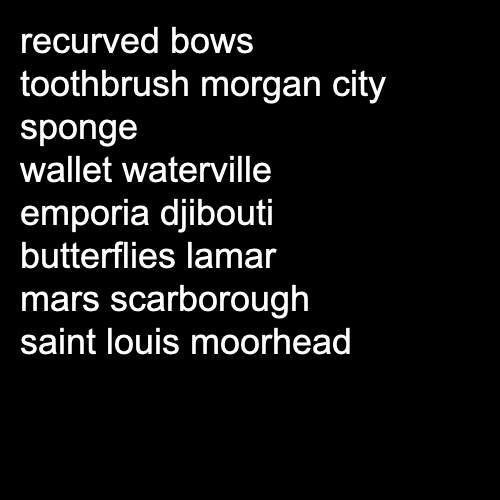 recurved bows
toothbrush morgan city
sponge
wallet waterville
emporia djibouti
butterflies lamar
mars scarborough
saint louis moorhead